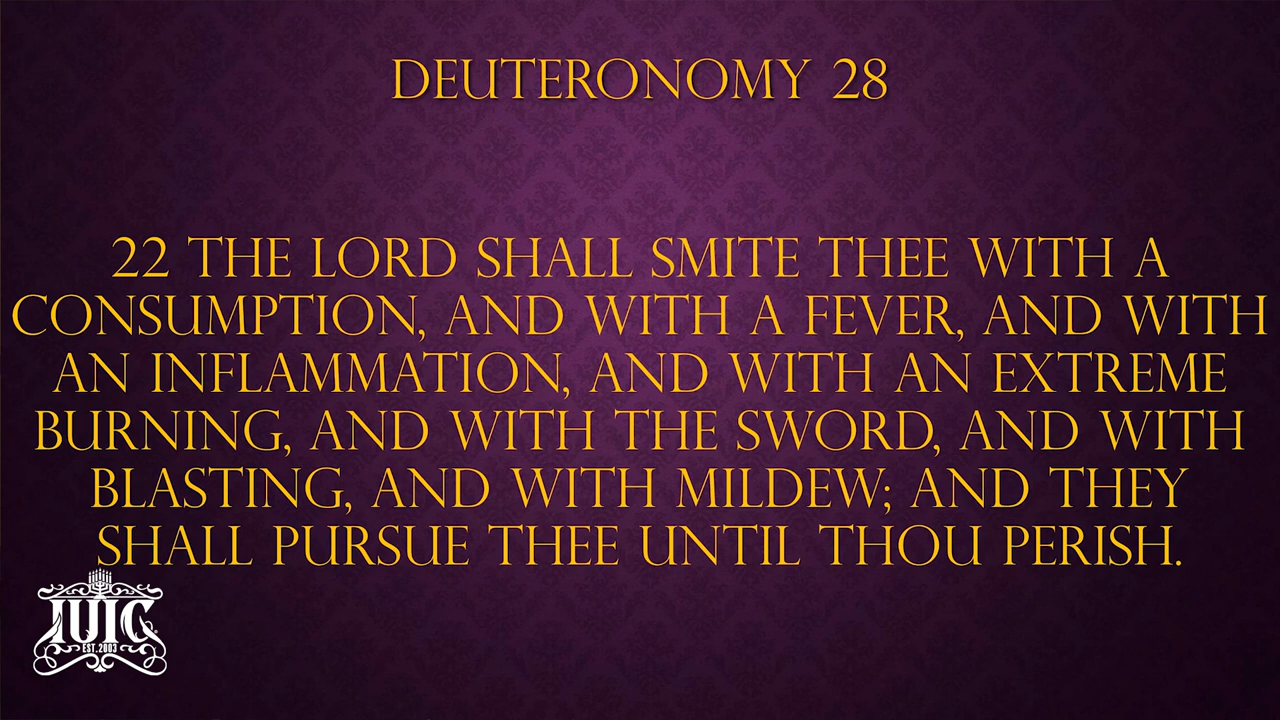 DEUTERONOMY 28
22 THE LORD SHALL SMITE THEE WITH A
CONSUMPTION, AND WITH A FEVER, AND WITH
AN INFLAMMATION, AND WITH AN EXTREME
BURNING, AND WITH THE SWORD, AND WITH
BLASTING, AND WITH MILDEW; AND THEY
SHALL PURSUE THEE UNTIL THOU PERISH.
IUIC
EST. 2003